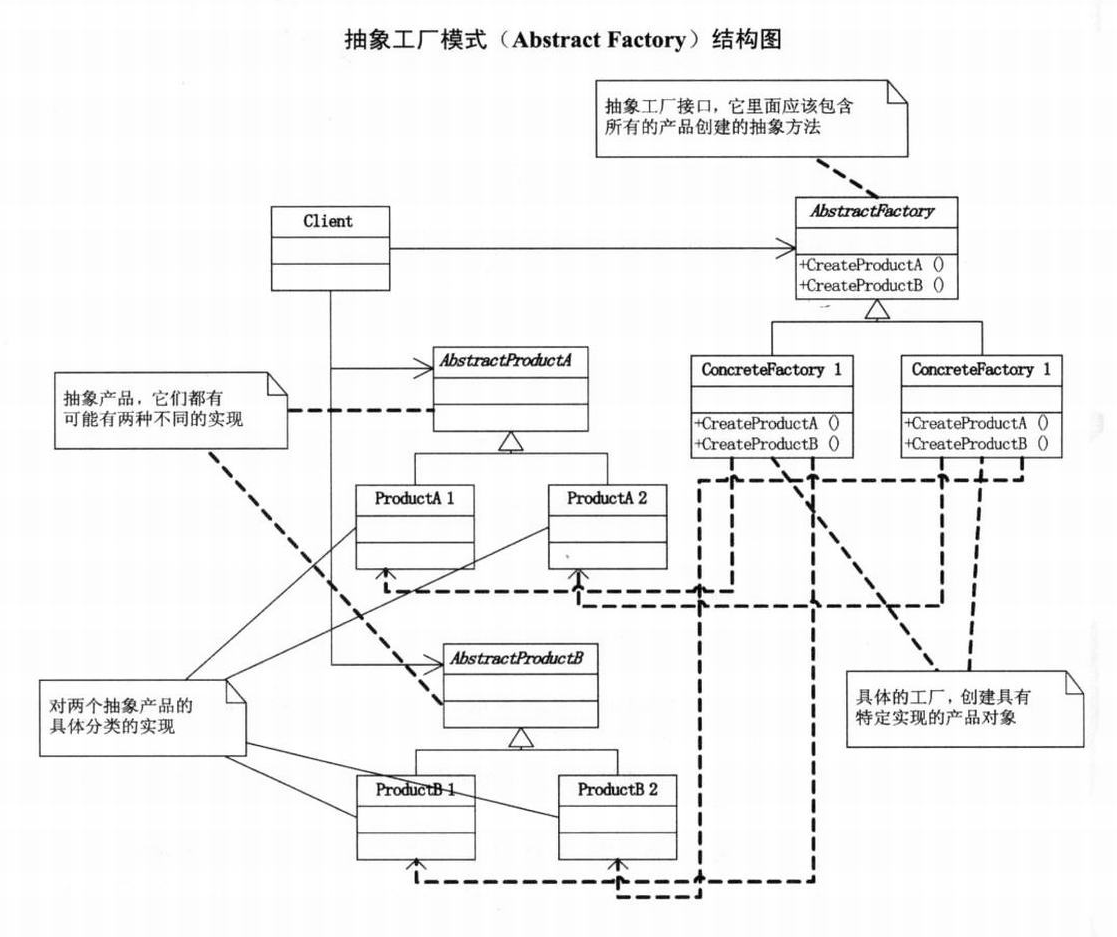 抽象工厂模式（Abstract Factory）结构图
抽象工厂接口，它里面应该包含
所有的产品创建的抽象方法
Client
AbstractFactory
+CreateProductA ()
+CreateProductB ()
AbstractProductA
ConcreteFactory 1
+CreateProductA ()
+CreateProductB ()
ConcreteFactory 1
+CreateProductA ()
+CreateProductB ()
抽象产品，它们都有
可能有两种不同的实现
ProductA 1
ProductA 2
AbstractProductB
对两个抽象产品的
具体分类的实现
具体的工厂，创建具有
特定实现的产品对象
ProductB 1
ProductB 2